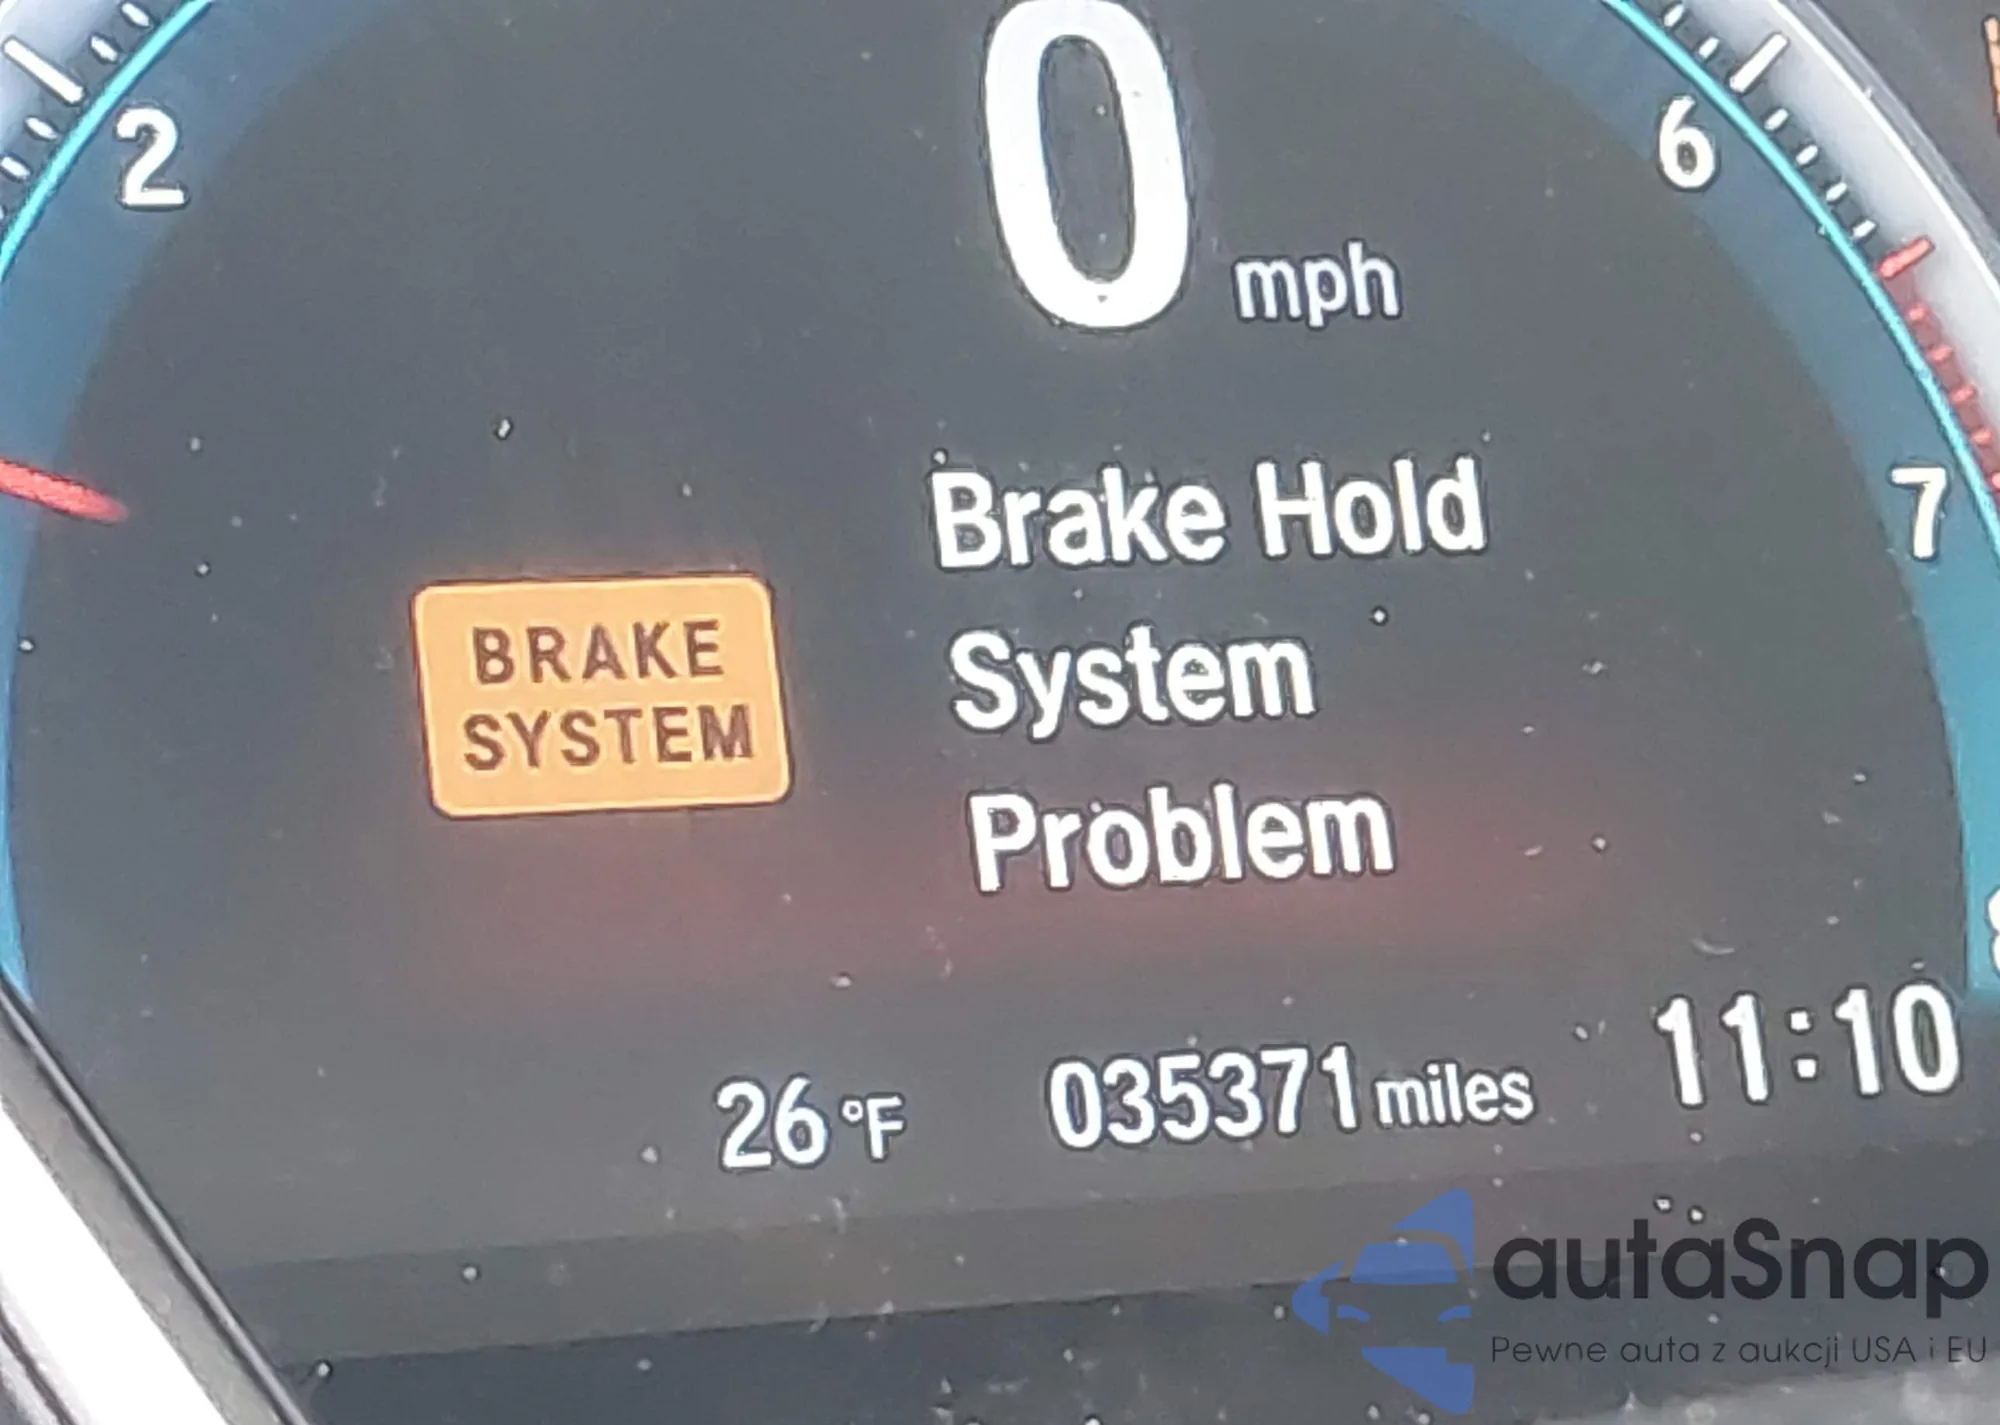 0 mph
2
6
7
Brake Hold
System
Problem
BRAKE
SYSTEM
26 °F 035371 miles 11:10
autaSnap
Pewne auta z aukcji USA i EU